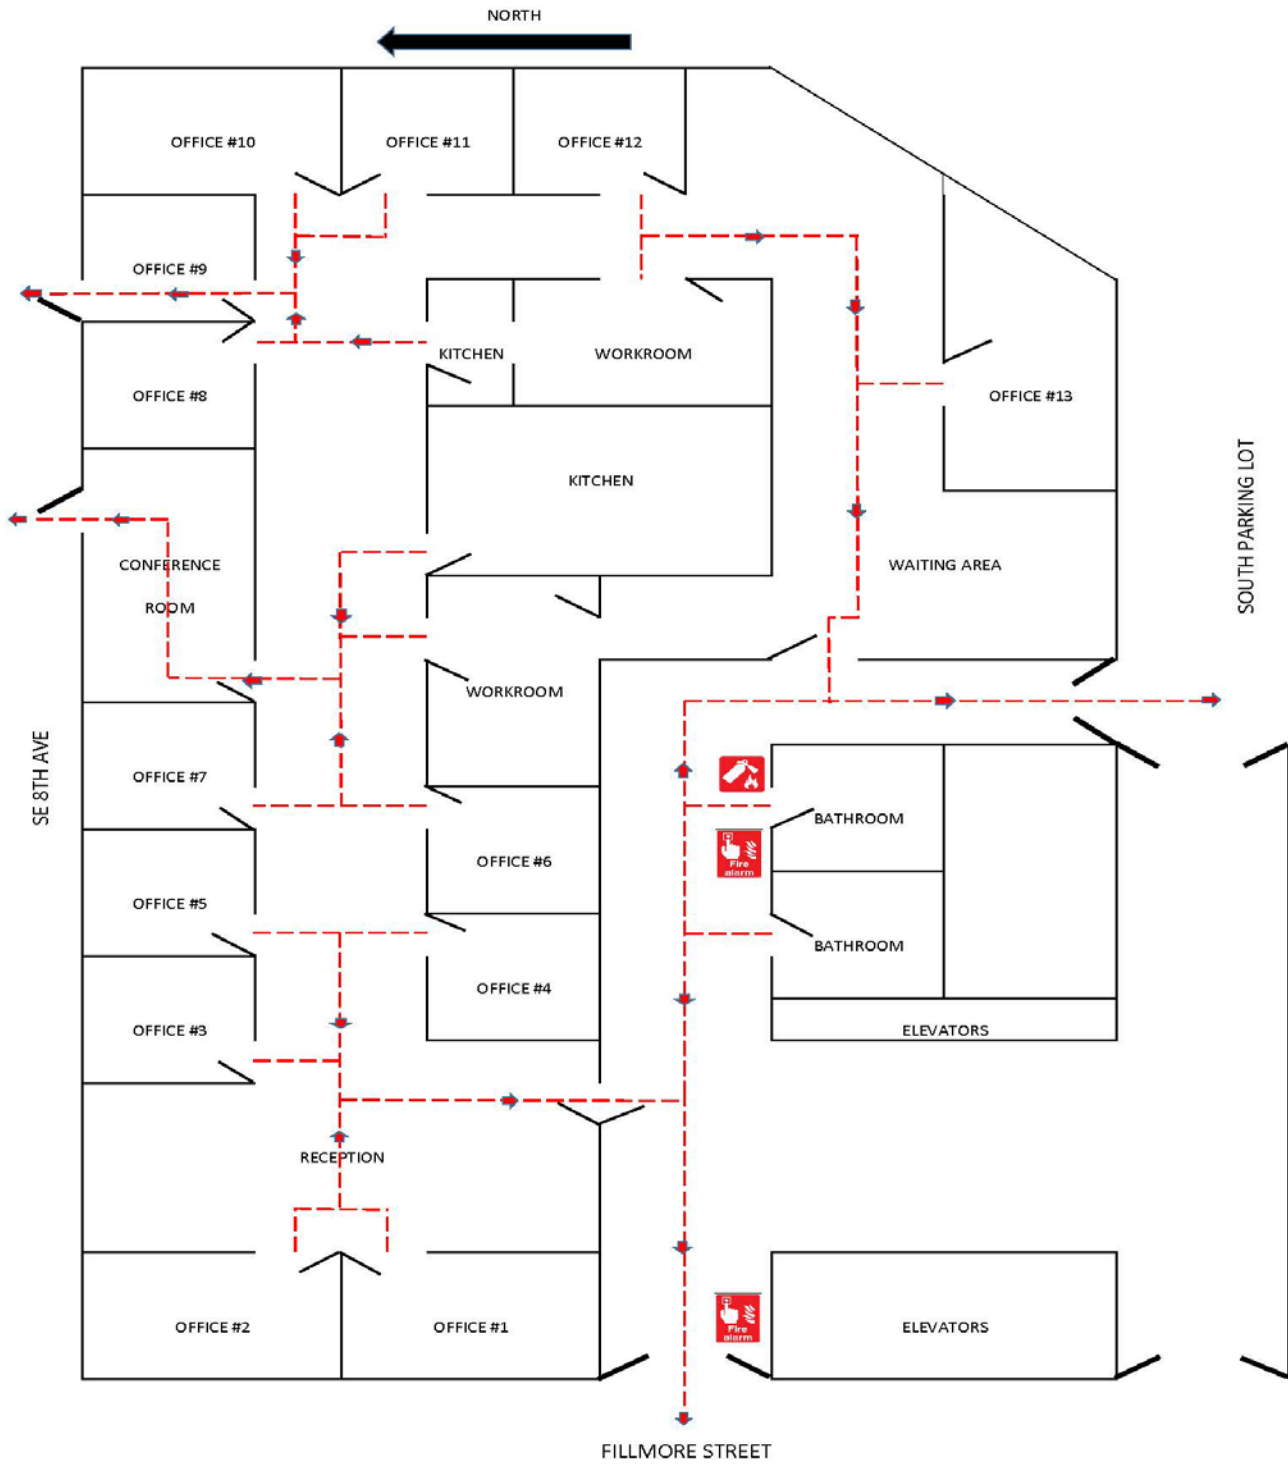 NORTH
OFFICE #10
OFFICE #11
OFFICE #12
OFFICE #9
KITCHEN
WORKROOM
OFFICE #8
OFFICE #13
KITCHEN
SOUTH PARKING LOT
CONFERENCE
ROOM
WAITING AREA
WORKROOM
SE 8TH AVE
OFFICE #7
BATHROOM
OFFICE #6
Fire
alarm
OFFICE #5
BATHROOM
OFFICE #4
OFFICE #3
ELEVATORS
RECEPTION
OFFICE #2
OFFICE #1
Fire
alarm
ELEVATORS
FILLMORE STREET